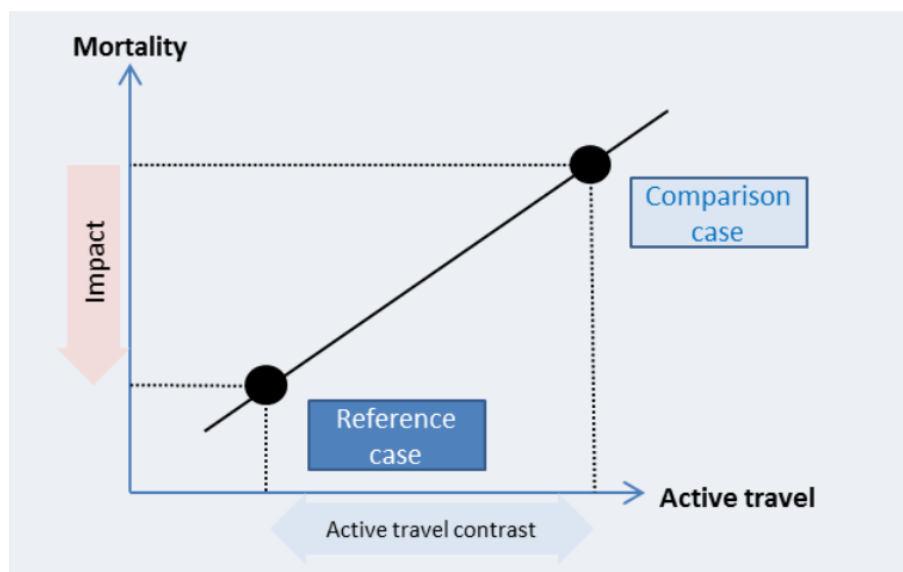 Mortality
Impact
Comparison
case
Reference
case
Active travel
Active travel contrast